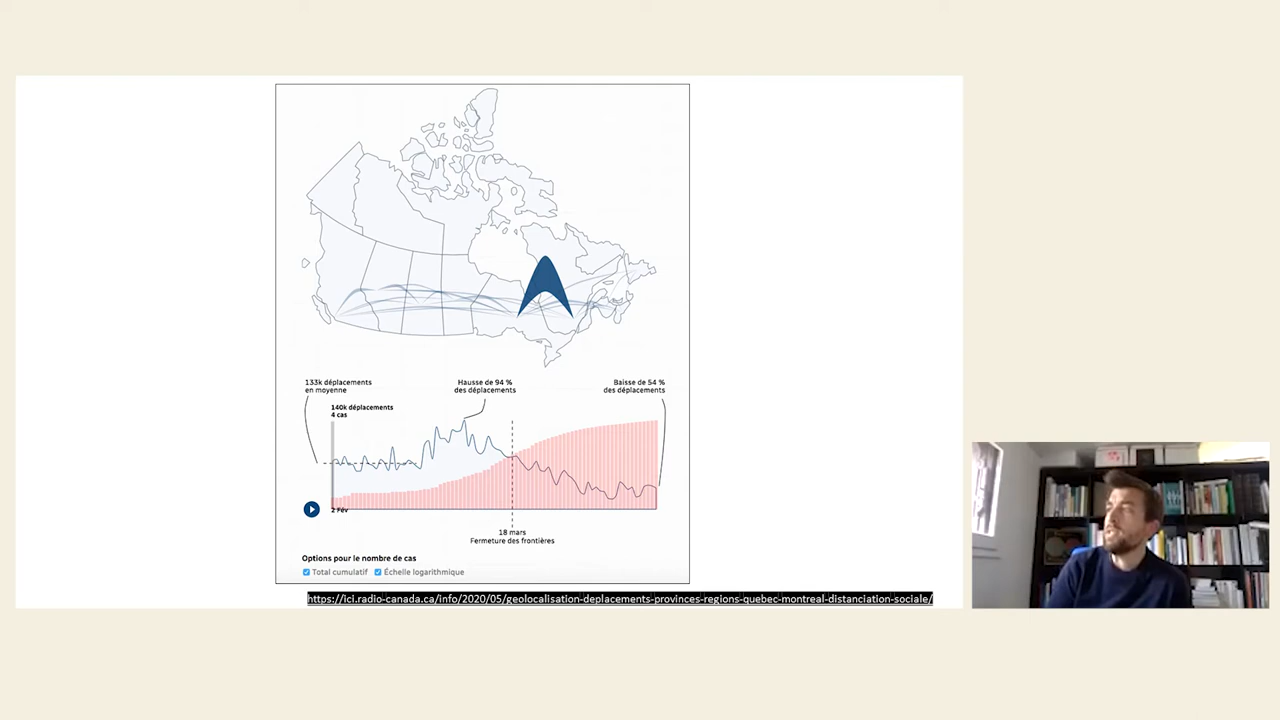 133k déplacements
en moyenne
Hausse de 94 %
des déplacements
Baisse de 54 %
des déplacements
140k déplacements
4 cas
2 Fév
18 mars
Fermeture des frontières
Options pour le nombre de cas
Total cumulatif
Échelle logarithmique
https://ici.radio-canada.ca/info/2020/05/geolocalisation-deplacements-provinces-regions-quebec-montreal-distanciation-sociale/